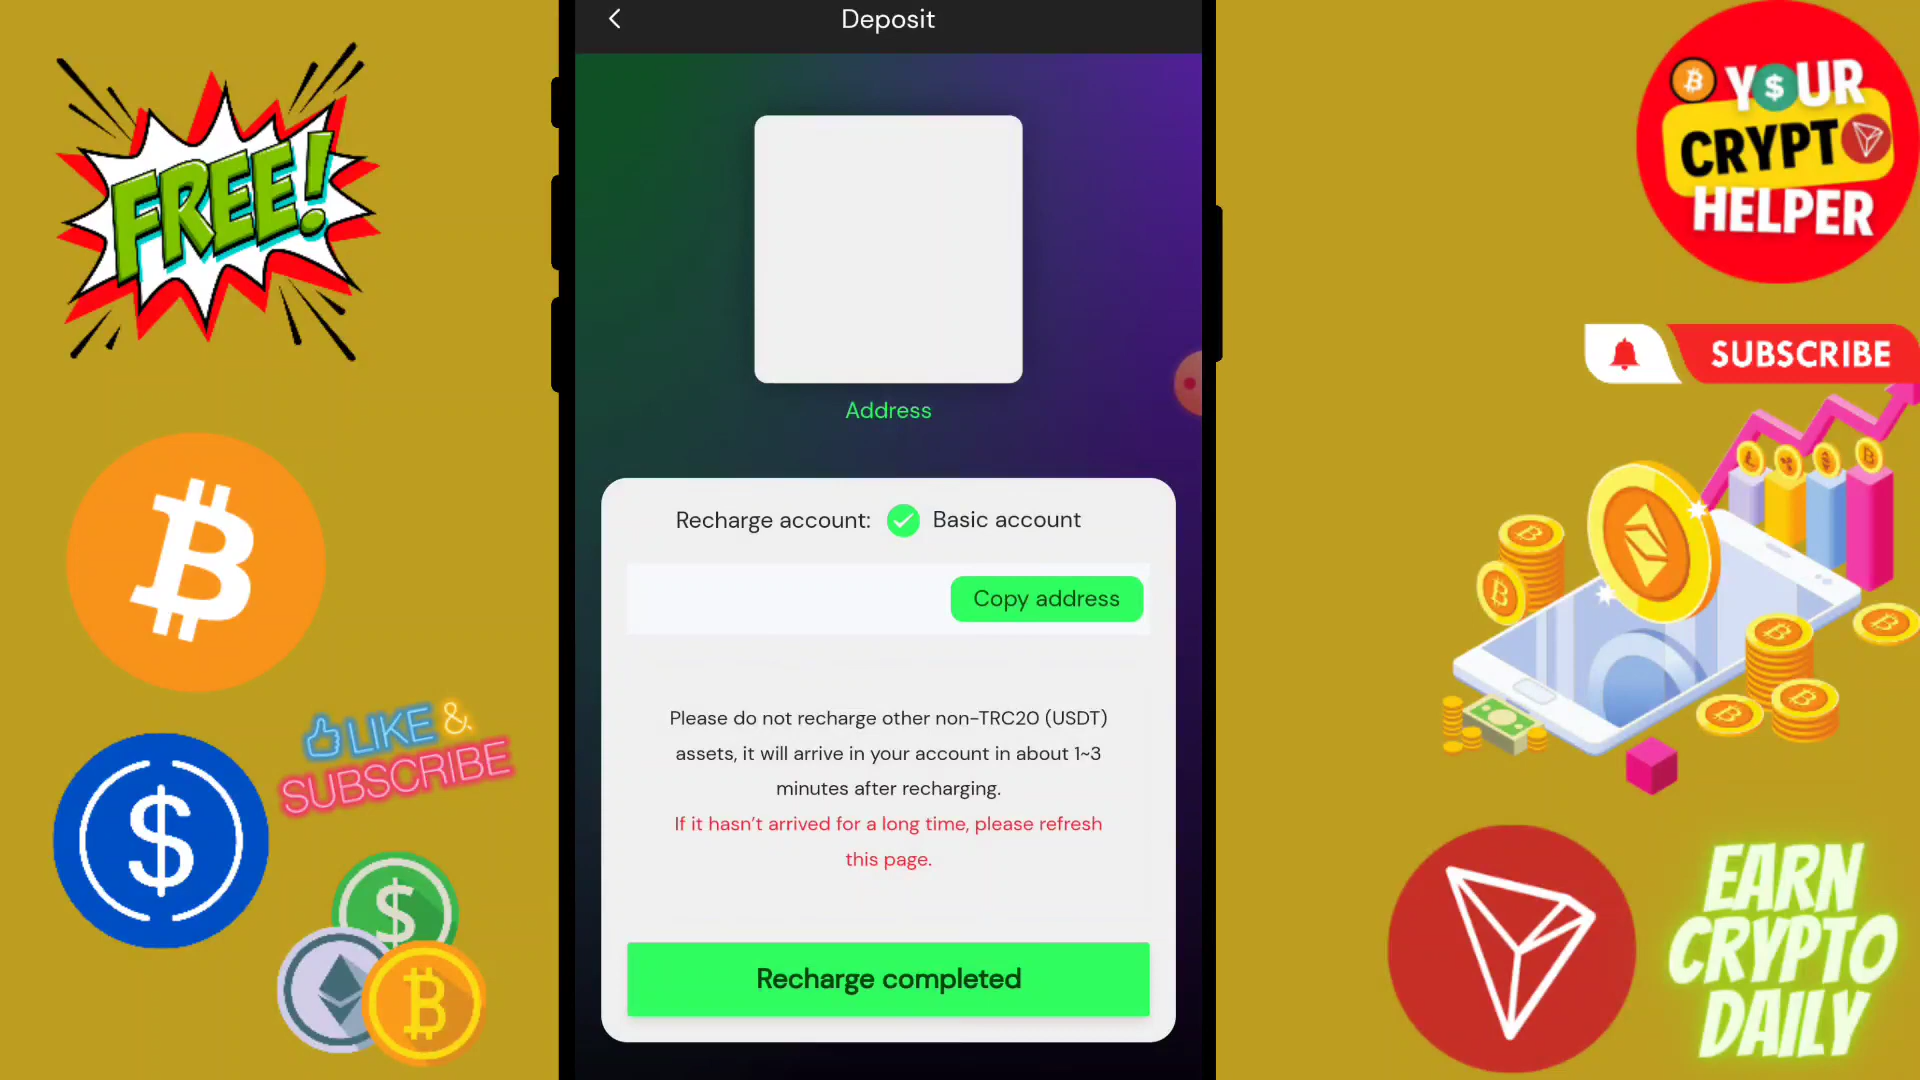 Deposit
FREE!
Y$UR
CRYPT
HELPER
SUBSCRIBE
Address
Recharge account: Basic account
Copy address
Please do not recharge other non-TRC20 (USDT)
assets, it will arrive in your account in about 1~3
minutes after recharging.
If it hasn't arrived for a long time, please refresh
this page.
Recharge completed
LIKE &
SUBSCRIBE
EARN
CRYPTO
DAILY